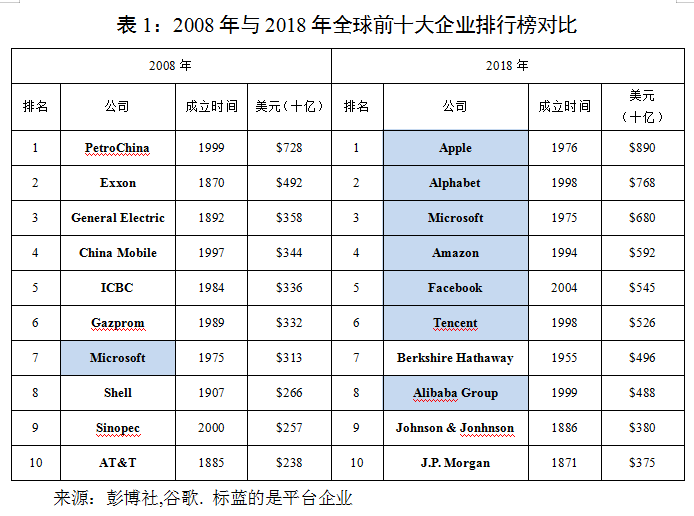 表 1：2008 年与 2018 年全球前十大企业排行榜对比
2008 年 2018 年
排名 公司 成立时间 美元（十亿） 排名 公司 成立时间 美元（十亿）
1 PetroChina 1999 $728 1 Apple 1976 $890
2 Exxon 1870 $492 2 Alphabet 1998 $768
3 General Electric 1892 $358 3 Microsoft 1975 $680
4 China Mobile 1997 $344 4 Amazon 1994 $592
5 ICBC 1984 $336 5 Facebook 2004 $545
6 Gazprom 1989 $332 6 Tencent 1998 $526
7 Microsoft 1975 $313 7 Berkshire Hathaway 1955 $496
8 Shell 1907 $266 8 Alibaba Group 1999 $488
9 Sinopec 2000 $257 9 Johnson & Jonhnson 1886 $380
10 AT&T 1885 $238 10 J.P. Morgan 1871 $375
来源：彭博社,谷歌. 标蓝的是平台企业